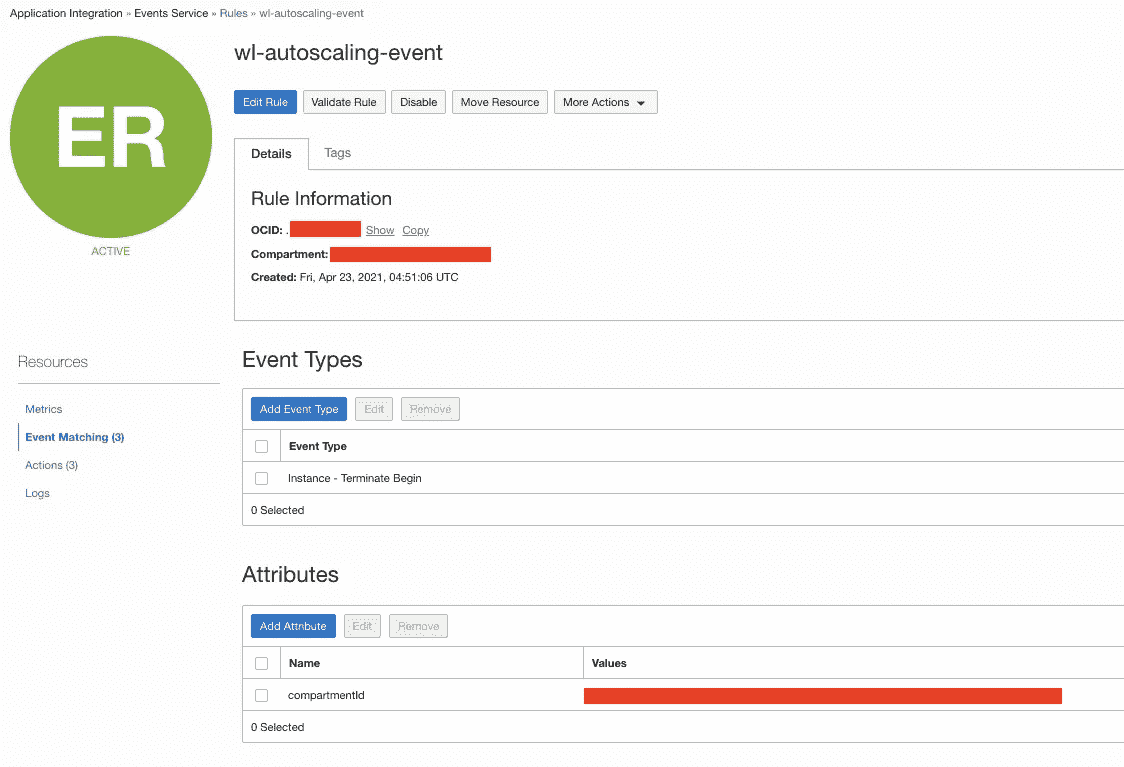 Application Integration » Events Service » Rules » wl-autoscaling-event
ER
ACTIVE
wl-autoscaling-event
Edit Rule Validate Rule Disable Move Resource More Actions
Details Tags
Rule Information
OCID: . Show Copy
Compartment:
Created: Fri, Apr 23, 2021, 04:51:06 UTC
Resources
Metrics
Event Matching (3)
Actions (3)
Logs
Event Types
Add Event Type Edit Remove
Event Type
Instance - Terminate Begin
0 Selected
Attributes
Add Attribute Edit Remove
Name Values
compartmentId
0 Selected